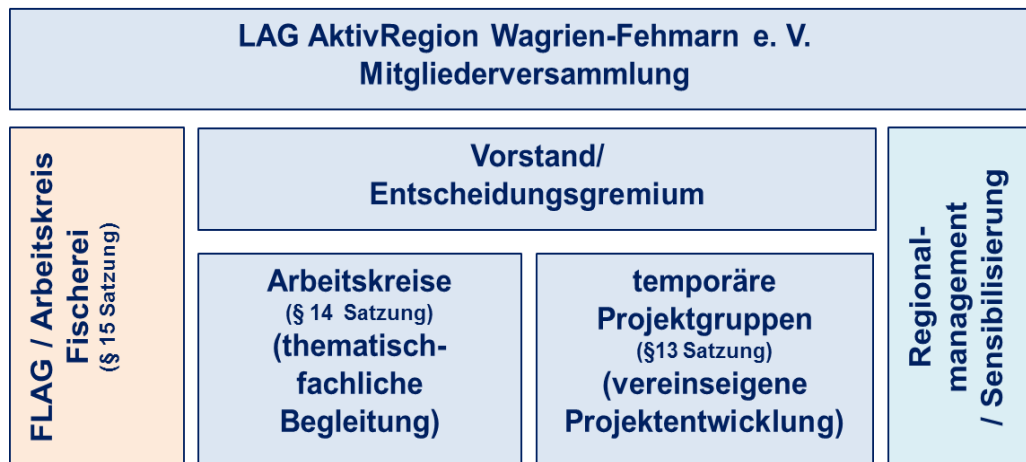 LAG AktivRegion Wagrien-Fehmarn e. V.
Mitgliederversammlung
FLAG / Arbeitskreis
Fischerei
(§ 15 Satzung)
Vorstand/
Entscheidungsgremium
Arbeitskreise
(§ 14 Satzung)
(thematisch-
fachliche
Begleitung)
temporäre
Projektgruppen
(§13 Satzung)
(vereinseigene
Projektentwicklung)
Regional-
management
/ Sensibilisierung